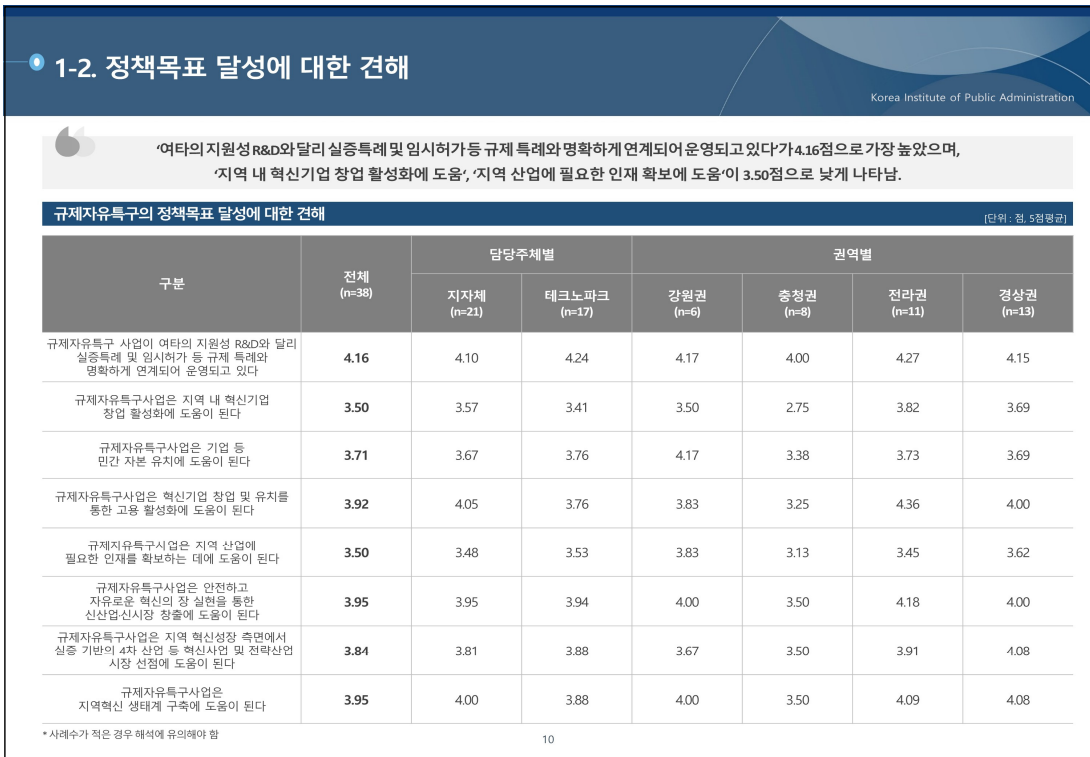 1-2. 정책목표 달성에 대한 견해
Korea Institute of Public Administration
'여타의 지원성 R&D와 달리 실증특례 및 임시허가 등 규제 특례와 명확하게 연계되어 운영되고 있다'가 4.16점으로 가장 높았으며,
'지역 내 혁신기업 창업 활성화에 도움', '지역 산업에 필요한 인재 확보에 도움'이 3.50점으로 낮게 나타남.
규제자유특구의 정책목표 달성에 대한 견해
[단위 : 점, 5점평균]
구분 전체 담당주체별 권역별
(n=38) 지자체 테크노파크 강원권 충청권 전라권 경상권
(n=21) (n=17) (n=6) (n=8) (n=11) (n=13)
규제자유특구 사업이 여타의 지원성 R&D와 달리
실증특례 및 임시허가 등 규제 특례와 4.16 4.10 4.24 4.17 4.00 4.27 4.15
명확하게 연계되어 운영되고 있다
규제자유특구사업은 지역 내 혁신기업
창업 활성화에 도움이 된다 3.50 3.57 3.41 3.50 2.75 3.82 3.69
규제자유특구사업은 기업 등
민간 자본 유치에 도움이 된다 3.71 3.67 3.76 4.17 3.38 3.73 3.69
규제자유특구사업은 혁신기업 창업 및 유치를
통한 고용 활성화에 도움이 된다 3.92 4.05 3.76 3.83 3.25 4.36 4.00
규제자유특구사업은 지역 산업에
필요한 인재를 확보하는 데에 도움이 된다 3.50 3.48 3.53 3.83 3.13 3.45 3.62
규제자유특구사업은 안전하고
자유로운 혁신의 장 실현을 통한 3.95 3.95 3.94 4.00 3.50 4.18 4.00
신산업·신시장 창출에 도움이 된다
규제자유특구사업은 지역 혁신성장 측면에서
실증 기반의 4차 산업 등 혁신사업 및 전략산업 3.84 3.81 3.88 3.67 3.50 3.91 4.08
시장 선점에 도움이 된다
규제자유특구사업은
지역혁신 생태계 구축에 도움이 된다 3.95 4.00 3.88 4.00 3.50 4.09 4.08
* 사례수가 적은 경우 해석에 유의해야 함
10